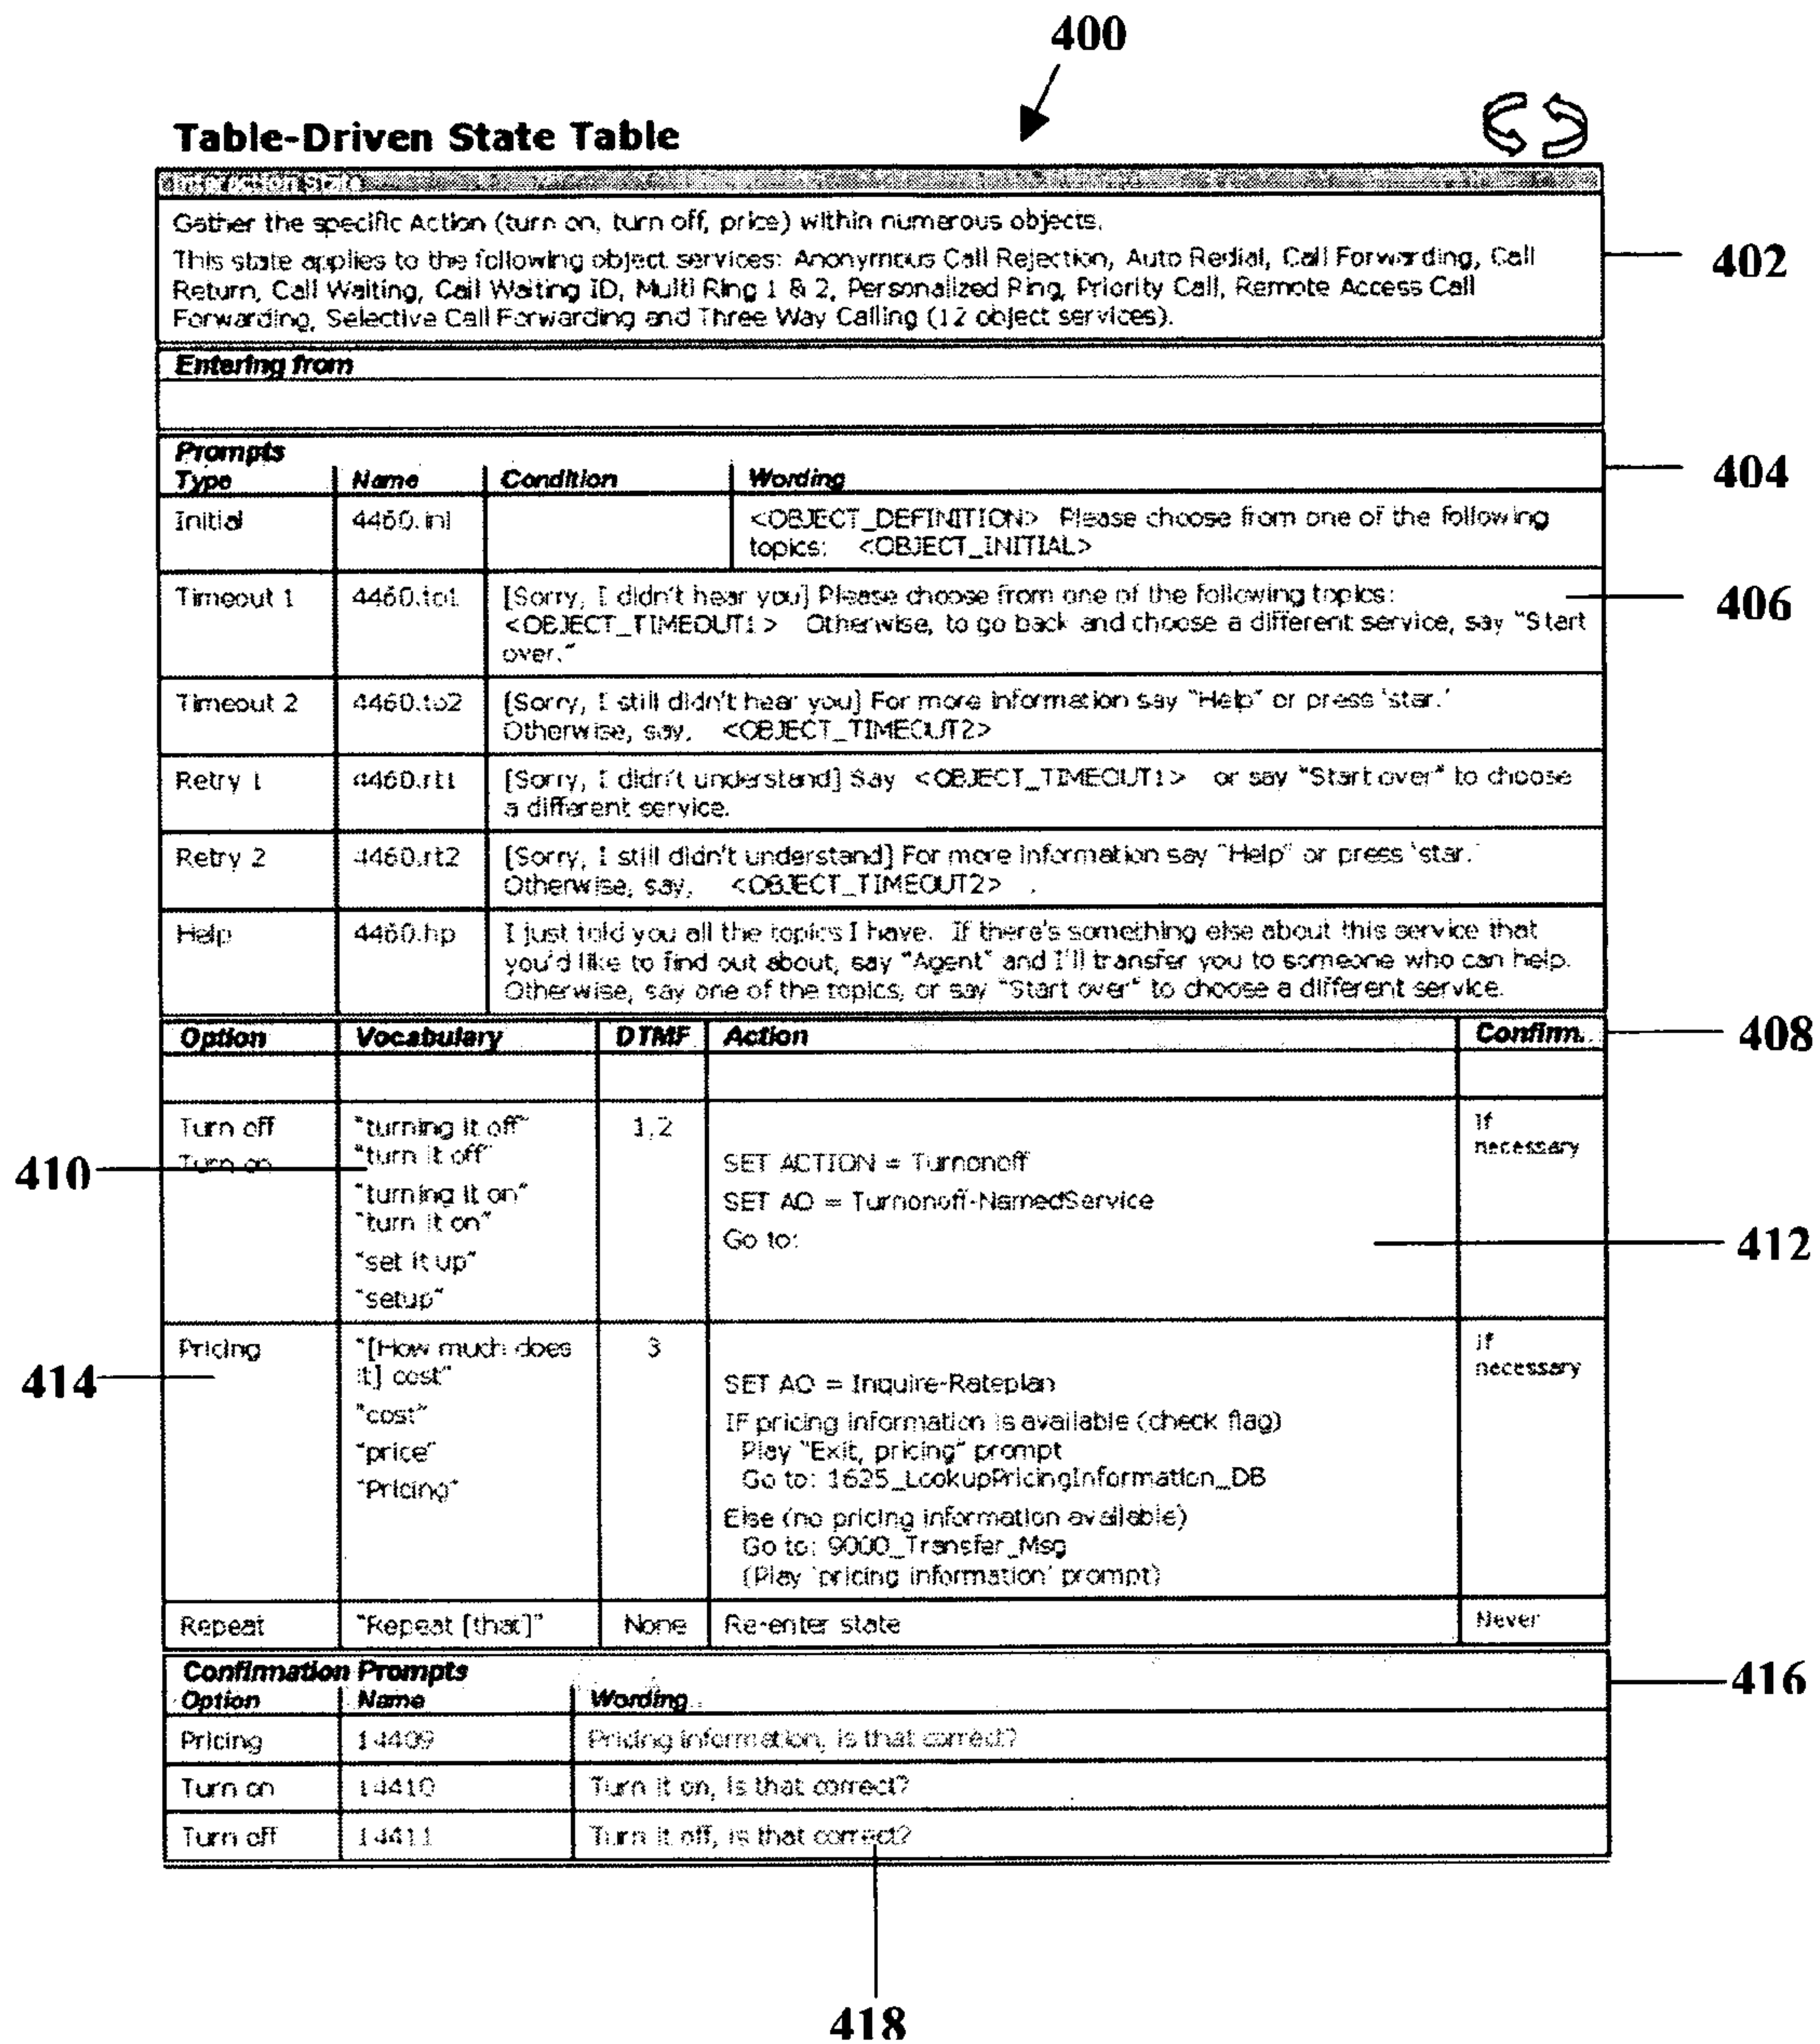 400
Table-Driven State Table
Interaction State
Gather the specific Action (turn on, turn off, price) within numerous objects.
This state applies to the following object services: Anonymous Call Rejection, Auto Redial, Call Forwarding, Call
Return, Call Waiting, Call Waiting ID, Multi Ring 1 & 2, Personalized Ring, Priority Call, Remote Access Call
Forwarding, Selective Call Forwarding and Three Way Calling (12 object services).
402
Entering from
Prompts
404
Type Name Condition Wording
Initial 4460.ini <OBJECT_DEFINITION> Please choose from one of the following
topics: <OBJECT_INITIAL>
Timeout 1 4460.to1 [Sorry, I didn't hear you] Please choose from one of the following topics:
<OBJECT_TIMEOUT1> Otherwise, to go back and choose a different service, say "Start
over."
406
Timeout 2 4460.to2 [Sorry, I still didn't hear you] For more information say "Help" or press 'star.'
Otherwise, say, <OBJECT_TIMEOUT2>
Retry 1 4460.rt1 [Sorry, I didn't understand] Say <OBJECT_TIMEOUT1> or say "Start over" to choose
a different service.
Retry 2 4460.rt2 [Sorry, I still didn't understand] For more information say "Help" or press 'star.'
Otherwise, say, <OBJECT_TIMEOUT2> .
Help 4460.hp I just told you all the topics I have. If there's something else about this service that
you'd like to find out about, say "Agent" and I'll transfer you to someone who can help.
Otherwise, say one of the topics, or say "Start over" to choose a different service.
Option Vocabulary DTMF Action Confirm.
408
Turn off "turning it off" 1,2 If
Turn on "turn it off" SET ACTION = Turnonoff necessary
410
"turning it on" SET AO = Turnonoff-NamedService
"turn it on" Go to:
412
"set it up"
"setup"
Pricing "[How much does 3 If
it] cost" SET AO = Inquire-Rateplan necessary
414
"cost" IF pricing information is available (check flag)
"price" Play "Exit, pricing" prompt
"Pricing" Go to: 1625_LookupPricingInformation_DB
Else (no pricing information available)
Go to: 9000_Transfer_Msg
(Play 'pricing information' prompt)
Repeat "Repeat [that]" None Re-enter state Never
Confirmation Prompts
416
Option Name Wording
Pricing 14409 Pricing information, is that correct?
Turn on 14410 Turn it on, is that correct?
Turn off 14411 Turn it off, is that correct?
418